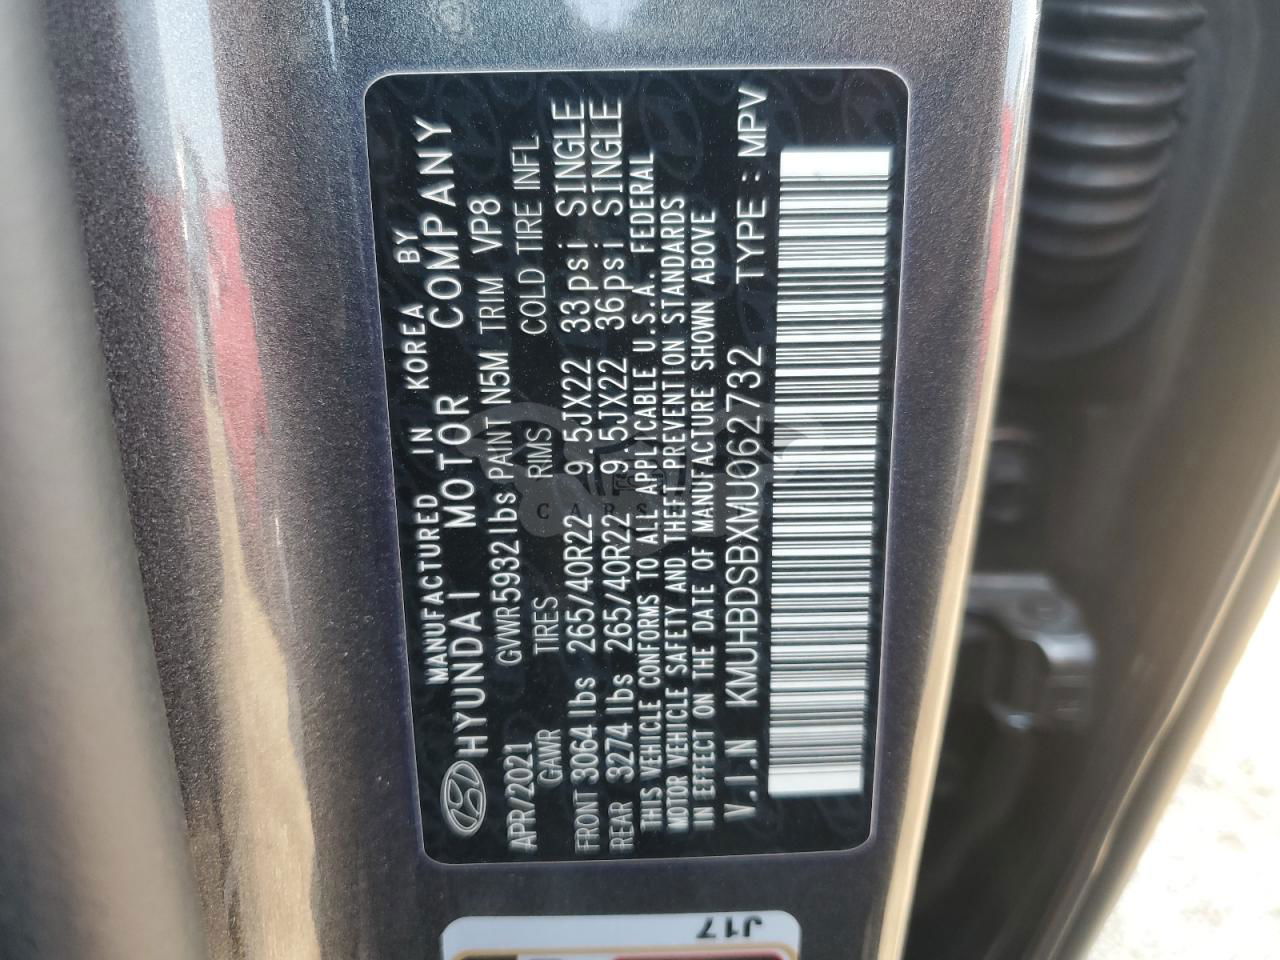 MANUFACTURED IN KOREA BY
HYUNDAI MOTOR COMPANY
APR/2021 GVWR 5932 lbs PAINT N5M TRIM VP8
GAWR TIRES RIMS COLD TIRE INFL
FRONT 3064 lbs 265/40R22 9.5JX22 33psi SINGLE
REAR 3274 lbs 265/40R22 9.5JX22 36psi SINGLE
THIS VEHICLE CONFORMS TO ALL APPLICABLE U.S.A. FEDERAL
MOTOR VEHICLE SAFETY AND THEFT PREVENTION STANDARDS
IN EFFECT ON THE DATE OF MANUFACTURE SHOWN ABOVE
V.I.N KMUHBDSBXMU062732 TYPE : MPV
J17
CARS